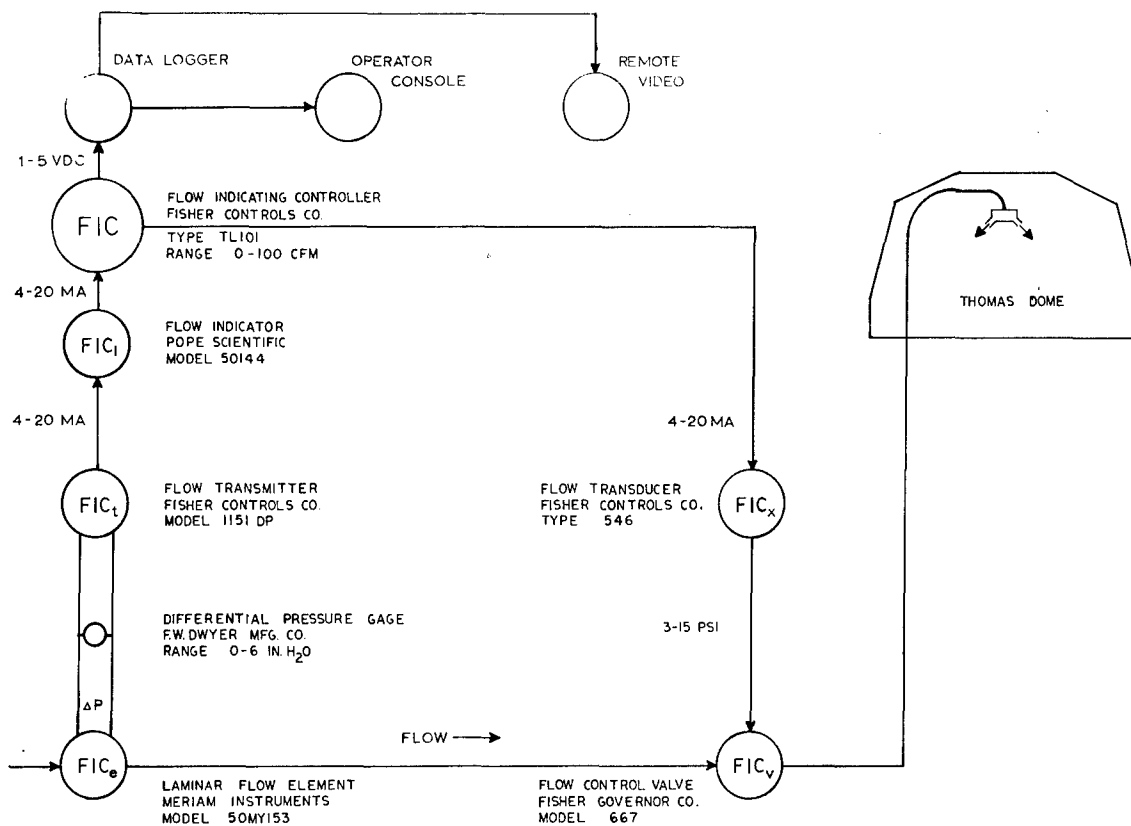 DATA LOGGER
OPERATOR
CONSOLE
REMOTE
VIDEO
1-5 VDC
FIC
FLOW INDICATING CONTROLLER
FISHER CONTROLS CO.
TYPE TL101
RANGE 0-100 CFM
4-20 MA
THOMAS DOME
FIC₁
FLOW INDICATOR
POPE SCIENTIFIC
MODEL 50144
4-20 MA
4-20 MA
FICₜ
FLOW TRANSMITTER
FISHER CONTROLS CO.
MODEL 1151 DP
FLOW TRANSDUCER
FISHER CONTROLS CO.
TYPE 546
FICₓ
DIFFERENTIAL PRESSURE GAGE
F.W. DWYER MFG. CO.
RANGE 0-6 IN. H₂O
3-15 PSI
ΔP
FLOW
FICₑ
FICᵥ
LAMINAR FLOW ELEMENT
MERIAM INSTRUMENTS
MODEL 50MY153
FLOW CONTROL VALVE
FISHER GOVERNOR CO.
MODEL 667